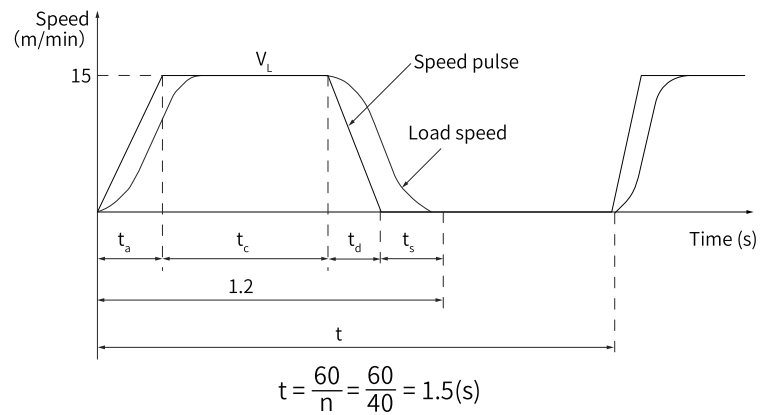 Speed
(m/min)
15
V_L
Speed pulse
Load speed
Time (s)
t_a
t_c
t_d
t_s
1.2
t
t = 60/n = 60/40 = 1.5(s)